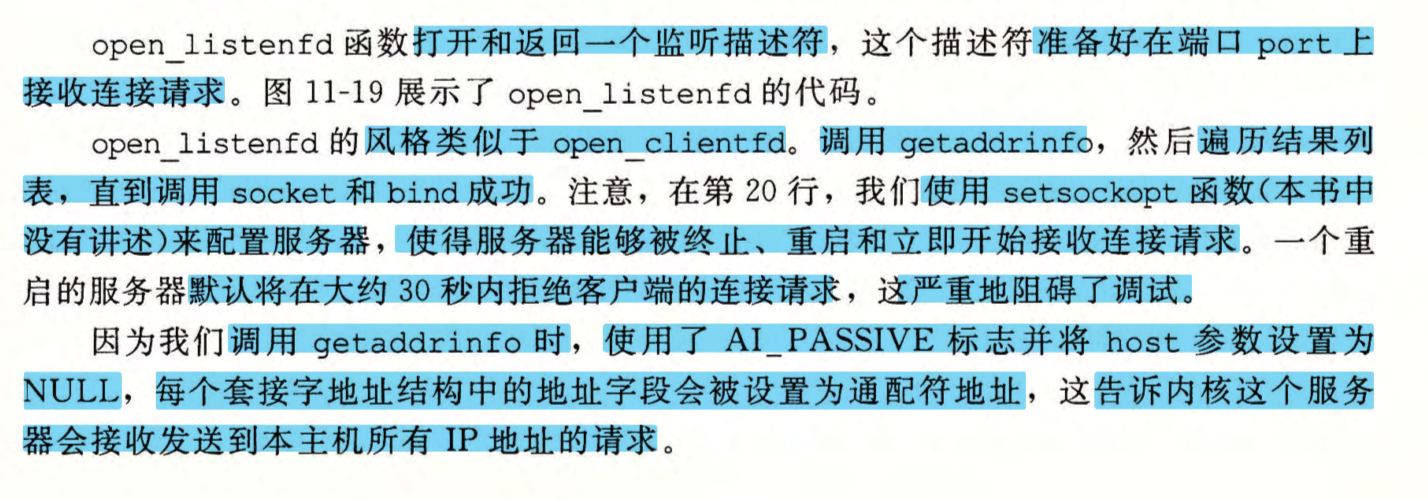 open_listenfd 函数打开和返回一个监听描述符，这个描述符准备好在端口 port 上
接收连接请求。图 11-19 展示了 open_listenfd 的代码。
open_listenfd 的风格类似于 open_clientfd。调用 getaddrinfo，然后遍历结果列
表，直到调用 socket 和 bind 成功。注意，在第 20 行，我们使用 setsockopt 函数(本书中
没有讲述)来配置服务器，使得服务器能够被终止、重启和立即开始接收连接请求。一个重
启的服务器默认将在大约 30 秒内拒绝客户端的连接请求，这严重地阻碍了调试。
因为我们调用 getaddrinfo 时，使用了 AI_PASSIVE 标志并将 host 参数设置为
NULL，每个套接字地址结构中的地址字段会被设置为通配符地址，这告诉内核这个服务
器会接收发送到本主机所有 IP 地址的请求。